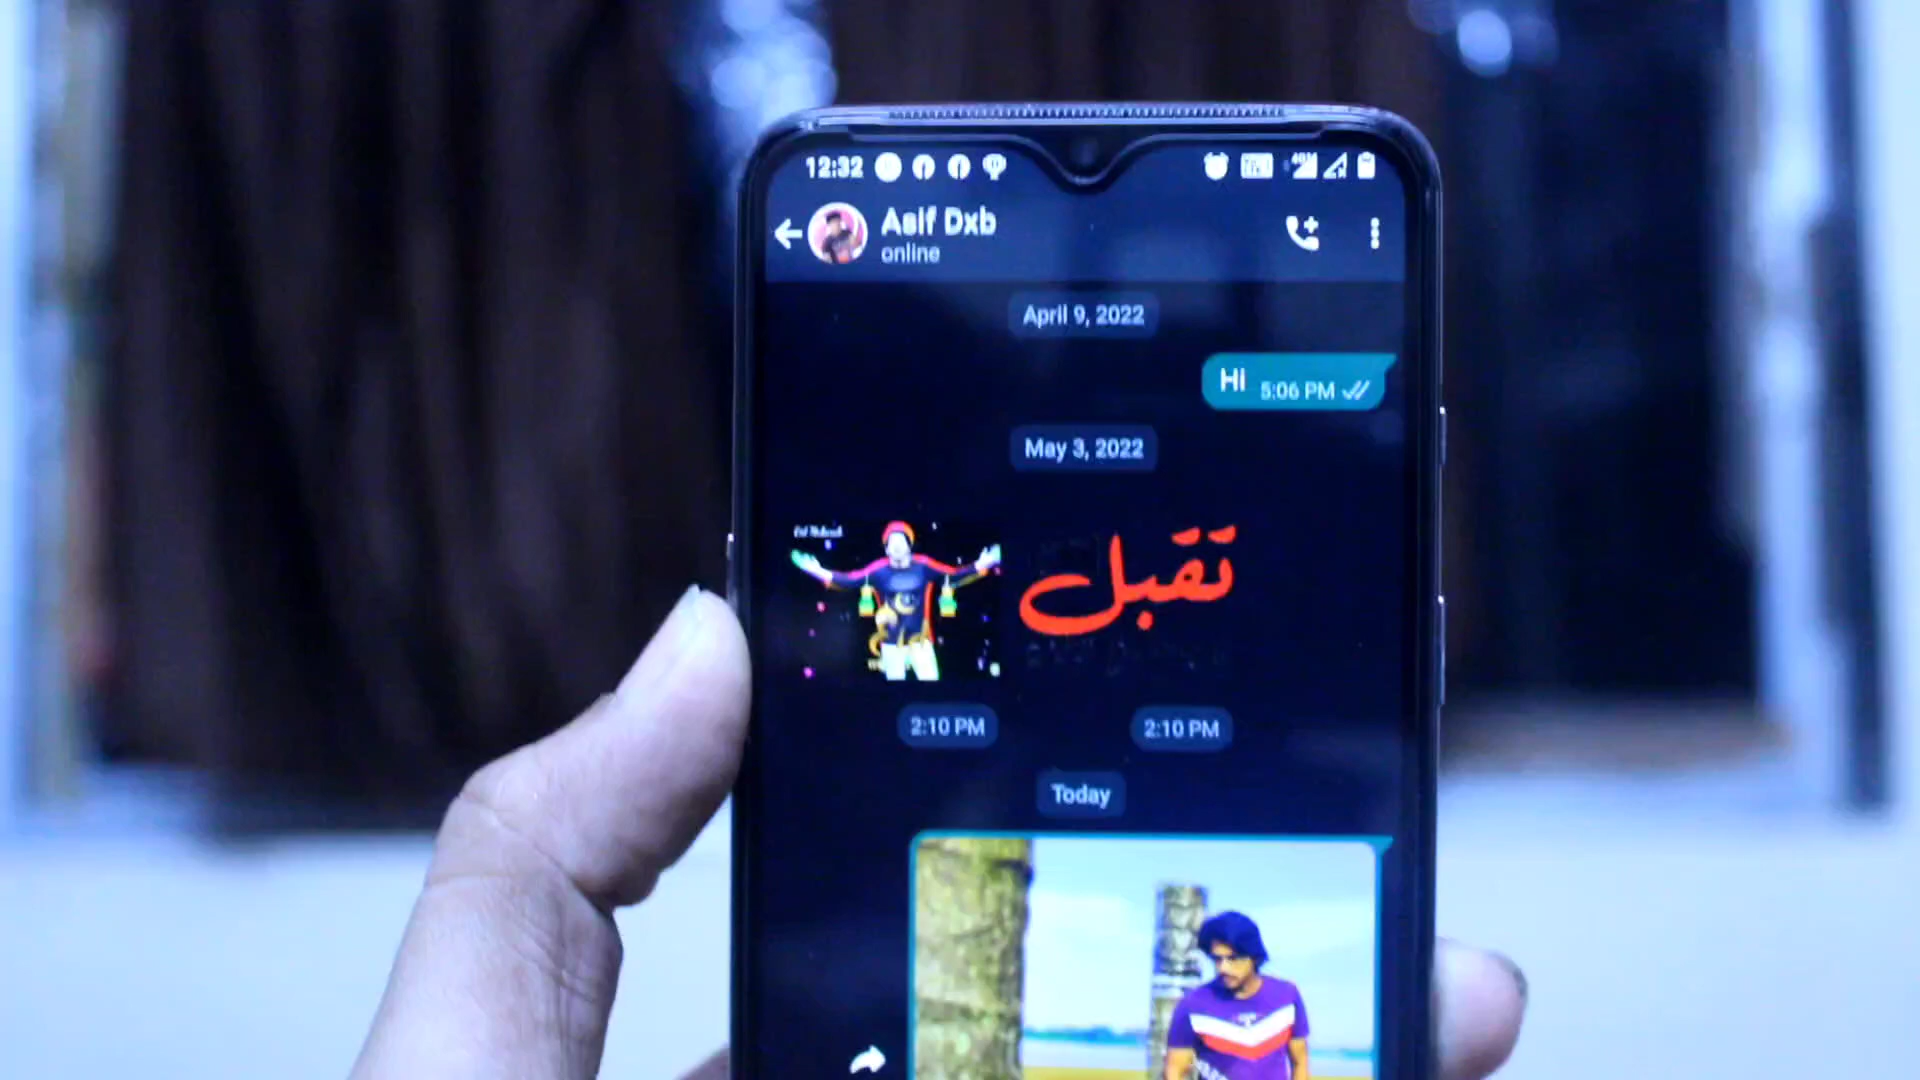 12:32
Asif Dxb
online
April 9, 2022
Hi 5:06 PM
May 3, 2022
تقبل
2:10 PM
2:10 PM
Today